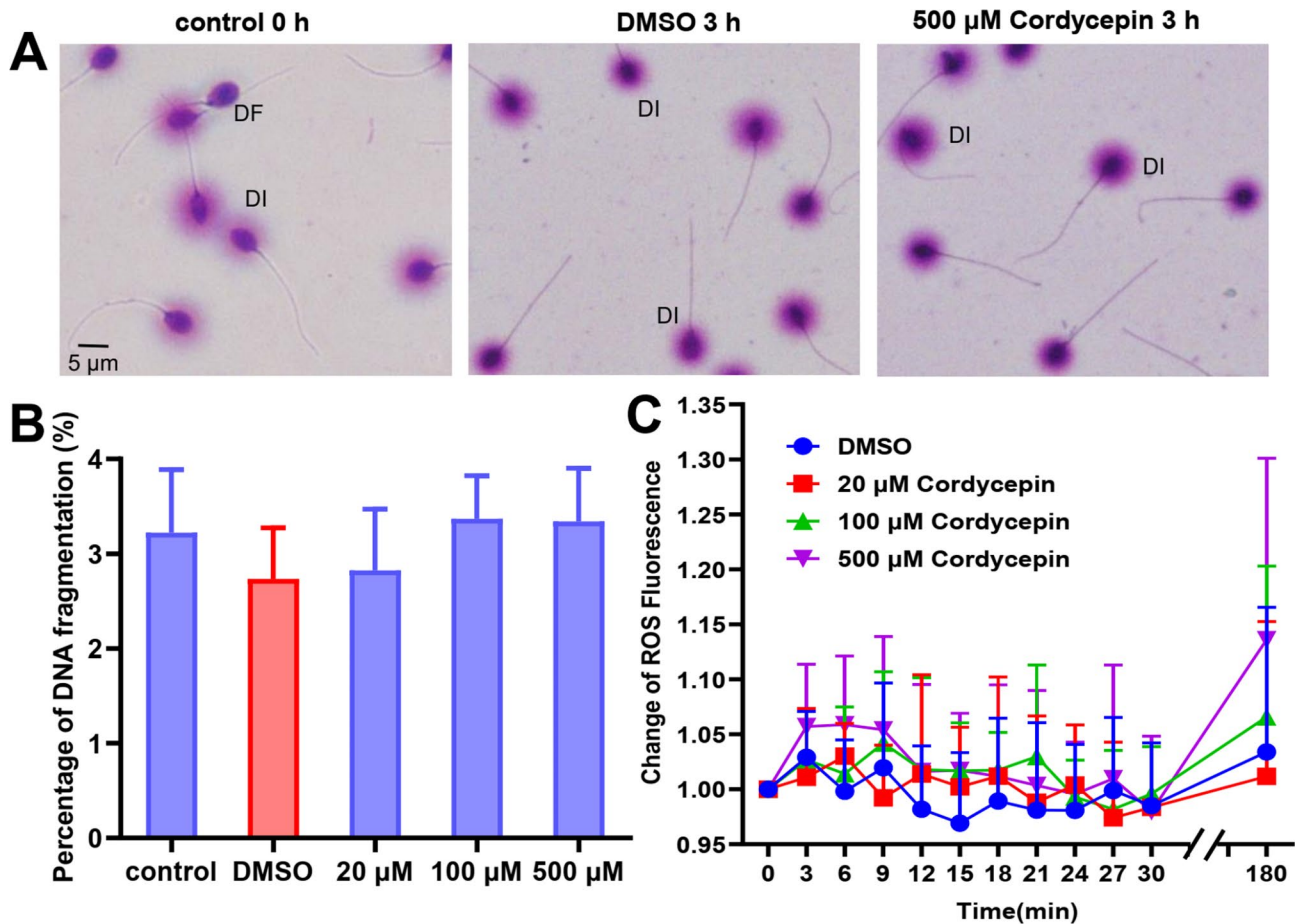 A
control 0 h
DMSO 3 h
500 µM Cordycepin 3 h
DF
DI
5 µm
DI
DI
DI
DI
B
Percentage of DNA fragmentation (%)
4
3
2
1
0
control
DMSO
20 µM
100 µM
500 µM
C
Change of ROS Fluorescence
1.35
1.30
1.25
1.20
1.15
1.10
1.05
1.00
0.95
DMSO
20 µM Cordycepin
100 µM Cordycepin
500 µM Cordycepin
0 3 6 9 12 15 18 21 24 27 30 180
Time(min)